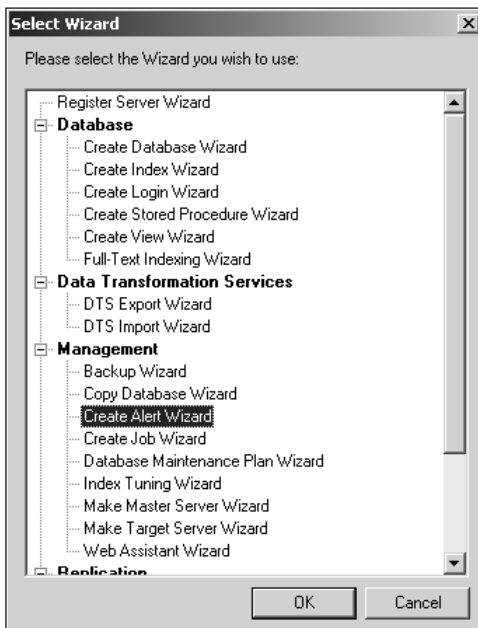 Select Wizard
Please select the Wizard you wish to use:
Register Server Wizard
Database
Create Database Wizard
Create Index Wizard
Create Login Wizard
Create Stored Procedure Wizard
Create View Wizard
Full-Text Indexing Wizard
Data Transformation Services
DTS Export Wizard
DTS Import Wizard
Management
Backup Wizard
Copy Database Wizard
Create Alert Wizard
Create Job Wizard
Database Maintenance Plan Wizard
Index Tuning Wizard
Make Master Server Wizard
Make Target Server Wizard
Web Assistant Wizard
Replication
OK Cancel